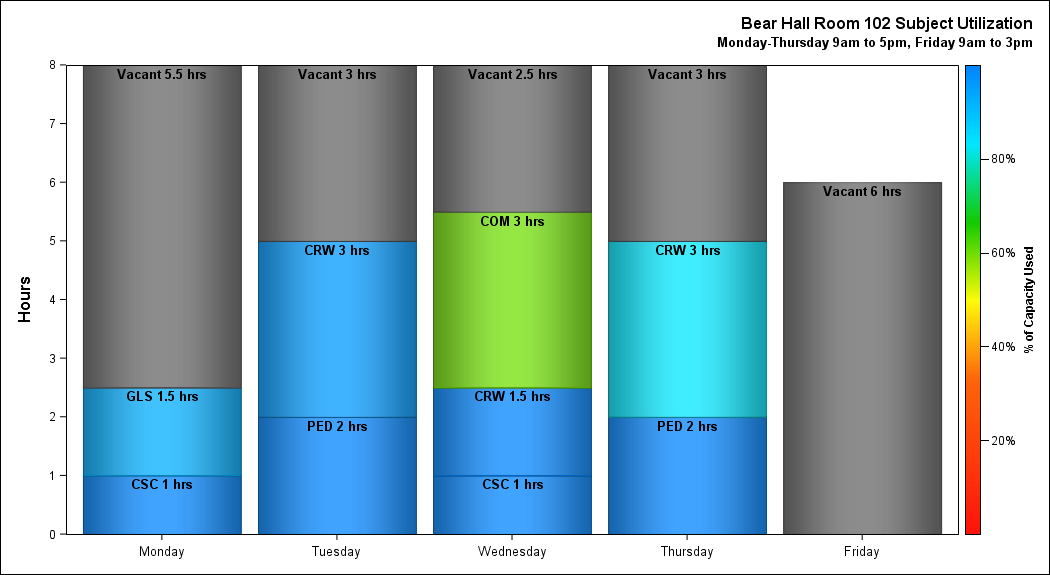 Bear Hall Room 102 Subject Utilization
Monday-Thursday 9am to 5pm, Friday 9am to 3pm
Hours
8
7
6
5
4
3
2
1
0
Vacant 5.5 hrs
GLS 1.5 hrs
CSC 1 hrs
Vacant 3 hrs
CRW 3 hrs
PED 2 hrs
Vacant 2.5 hrs
COM 3 hrs
CRW 1.5 hrs
CSC 1 hrs
Vacant 3 hrs
CRW 3 hrs
PED 2 hrs
Vacant 6 hrs
Monday
Tuesday
Wednesday
Thursday
Friday
80%
60%
40%
20%
% of Capacity Used